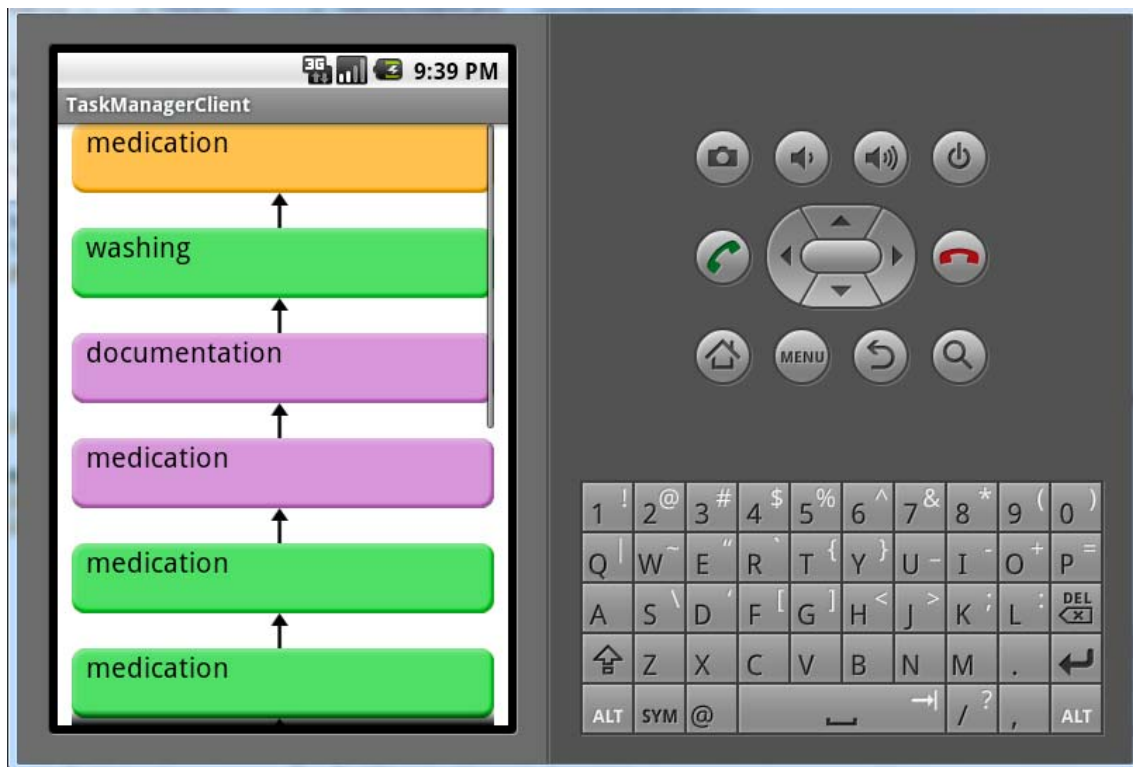 3G 9:39 PM
TaskManagerClient
medication
washing
documentation
medication
medication
medication
MENU
1 ! 2 @ 3 # 4 $ 5 % 6 ^ 7 & 8 * 9 ( 0 )
Q | W ~ E " R ` T { Y } U _ I - O + P =
A S \ D ' F [ G ] H < J > K ; L : DEL
Z X C V B N M .
ALT SYM @ / ? , ALT